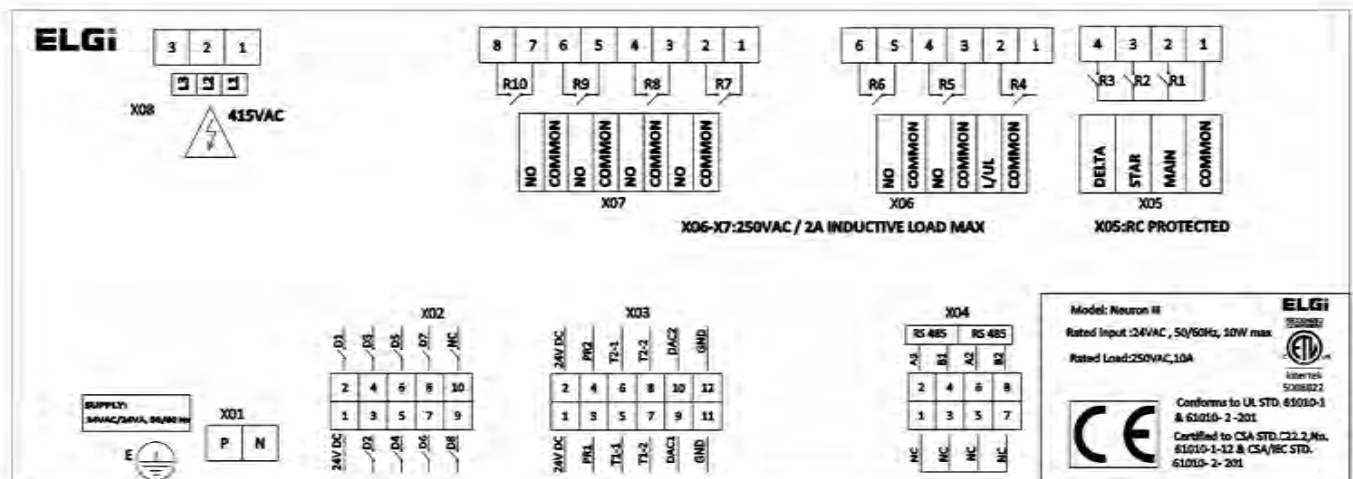 ELGi
3 2 1
L3 L2 L1
X08
415VAC
8 7 6 5 4 3 2 1
R10 R9 R8 R7
NO COMMON NO COMMON NO COMMON NO COMMON
X07
6 5 4 3 2 1
R6 R5 R4
NO COMMON NO COMMON L/UL COMMON
X06
4 3 2 1
R3 R2 R1
DELTA STAR MAIN COMMON
X05
X06-X7:250VAC / 2A INDUCTIVE LOAD MAX
X05:RC PROTECTED
SUPPLY:
24VAC/24VA, 50/60 Hz
X01
P N
E
X02
D1 D3 D5 D7 NC
2 4 6 8 10
1 3 5 7 9
24V DC D2 D4 D6 D8
X03
24V DC PR2 T2-1 T2-2 DAC2 GND
2 4 6 8 10 12
1 3 5 7 9 11
24V DC PR1 T1-1 T1-2 DAC1 GND
X04
RS 485 RS 485
B1 A2 B2
2 4 6 8
1 3 5 7
NC NC NC NC
Model: Neuron III
Rated Input :24VAC , 50/60Hz, 10W max
Rated Load:250VAC,10A
ELGi
ETL
Intertek
5008022
CE
Conforms to UL STD. 61010-1
& 61010- 2 -201
Certified to CSA STD.C22.2,No.
61010-1-12 & CSA/IEC STD.
61010- 2- 201